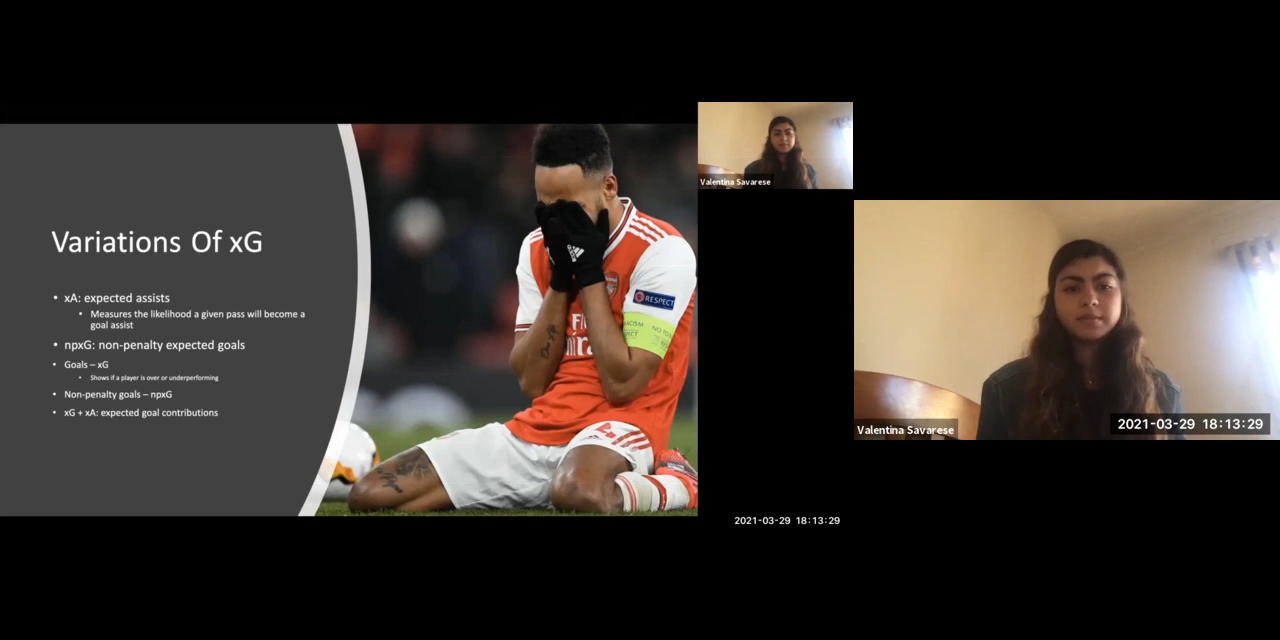 Variations Of xG
• xA: expected assists
• Measures the likelihood a given pass will become a
goal assist
• npxG: non-penalty expected goals
• Goals – xG
• Shows if a player is over or underperforming
• Non-penalty goals – npxG
• xG + xA: expected goal contributions
RESPECT
Valentina Savarese
2021-03-29 18:13:29
Valentina Savarese
2021-03-29 18:13:29